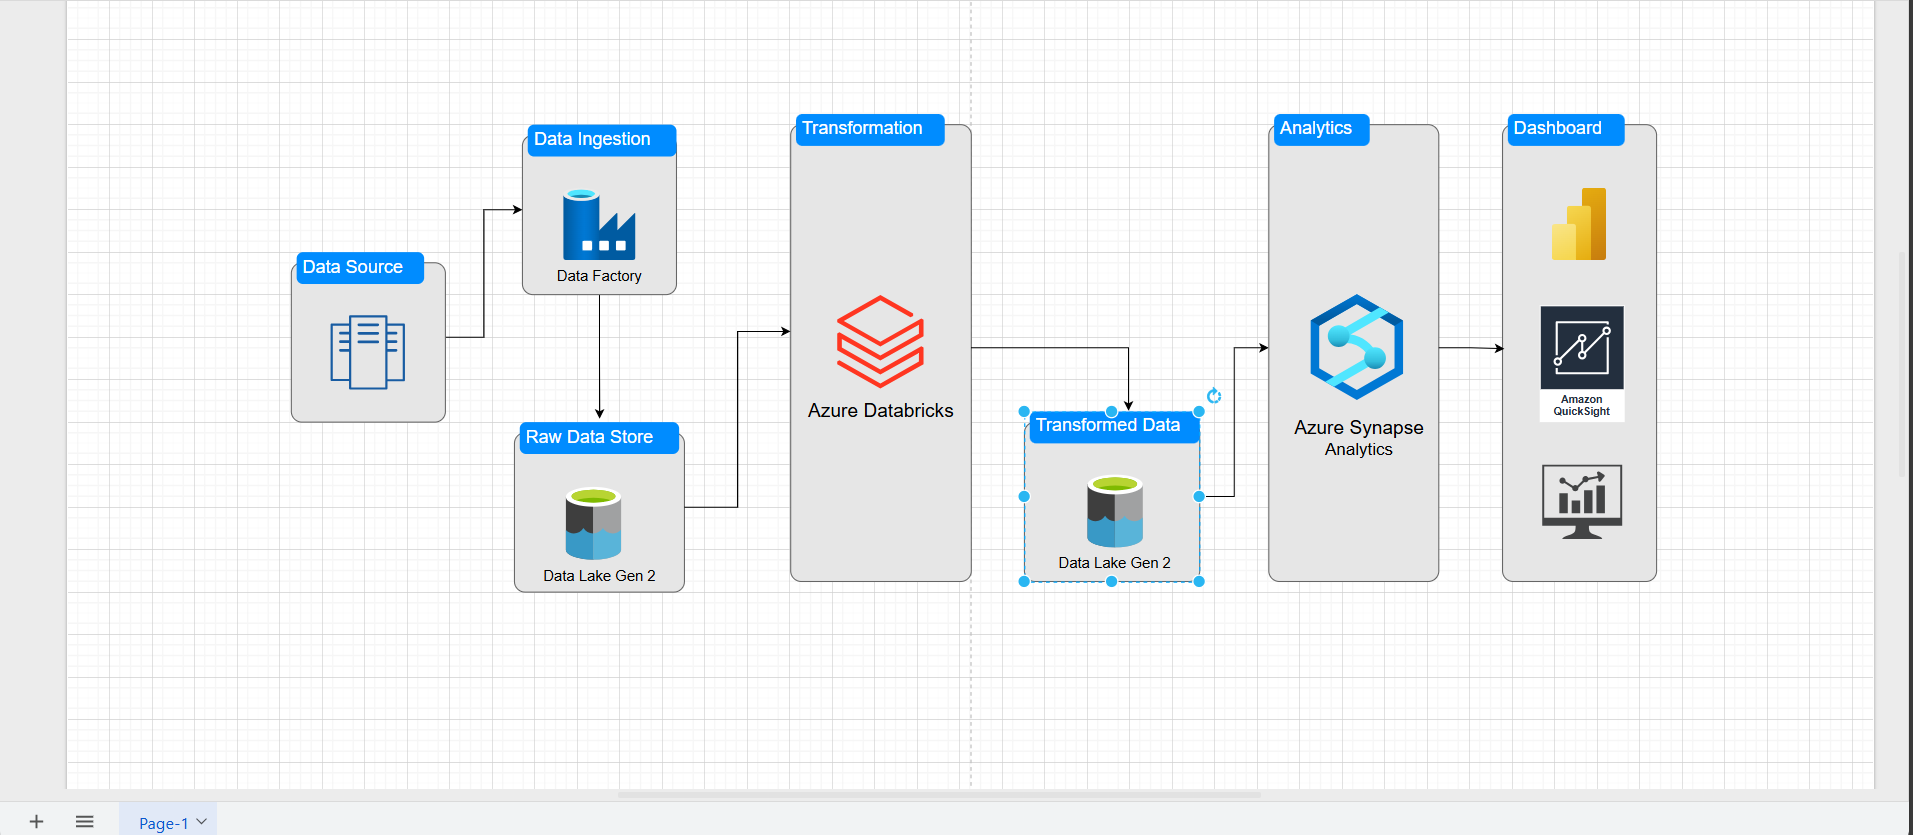 Data Source
Data Ingestion
Data Factory
Raw Data Store
Data Lake Gen 2
Transformation
Azure Databricks
Transformed Data
Data Lake Gen 2
Analytics
Azure Synapse
Analytics
Dashboard
Amazon
QuickSight
Page-1